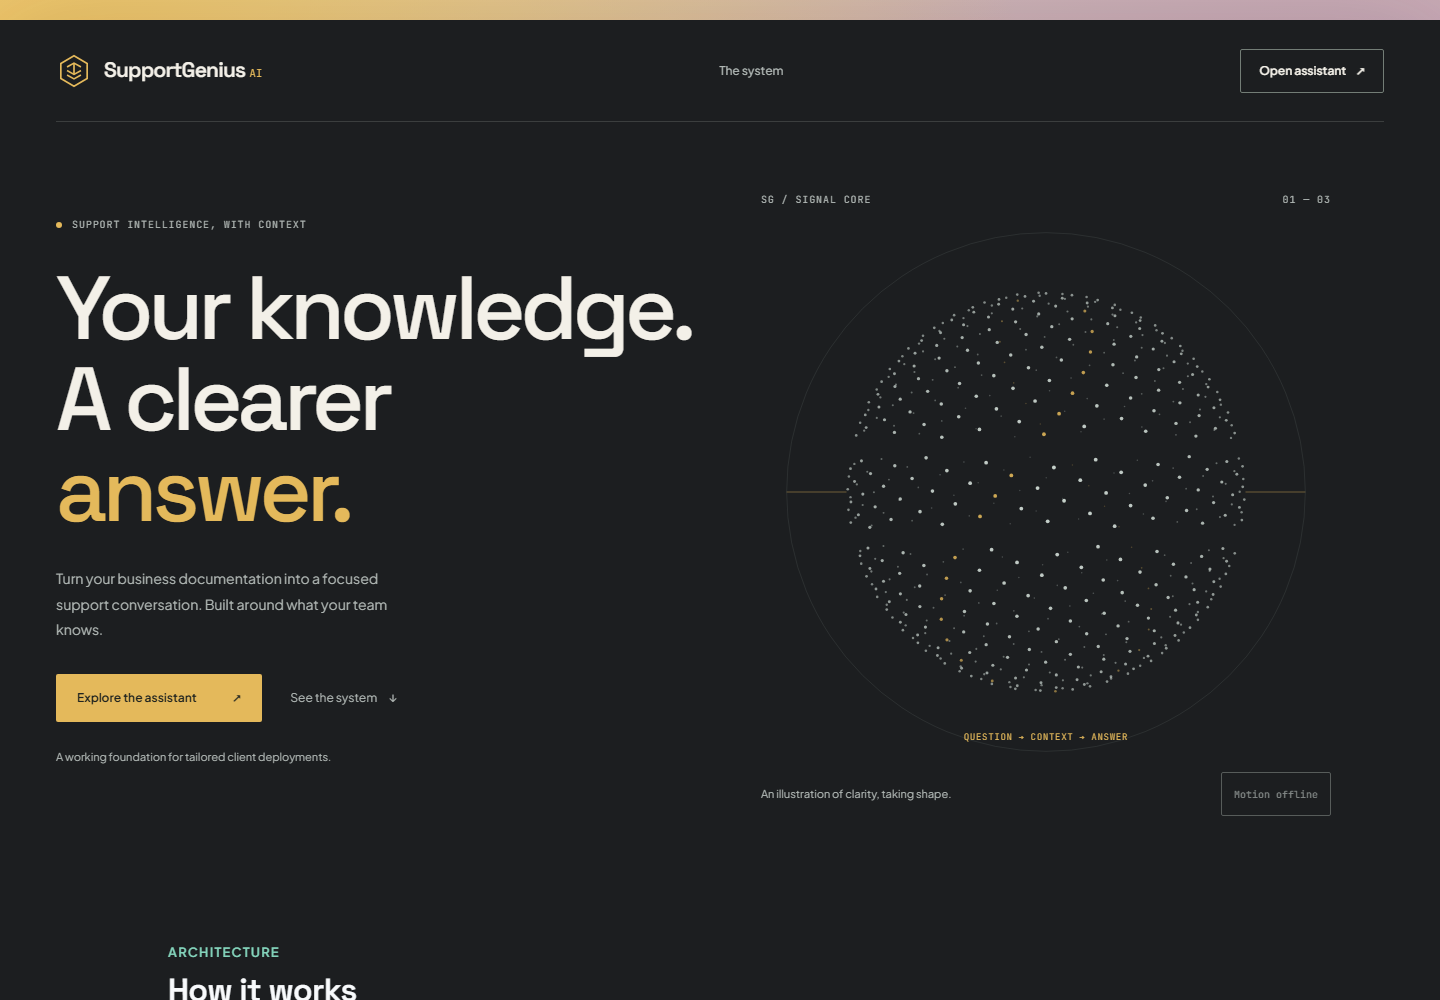 SupportGenius AI
The system
Open assistant ↗
SG / SIGNAL CORE
01 — 03
SUPPORT INTELLIGENCE, WITH CONTEXT
Your knowledge.
A clearer
answer.
Turn your business documentation into a focused
support conversation. Built around what your team
knows.
Explore the assistant ↗
See the system ↓
A working foundation for tailored client deployments.
QUESTION → CONTEXT → ANSWER
An illustration of clarity, taking shape.
Motion offline
ARCHITECTURE
How it works